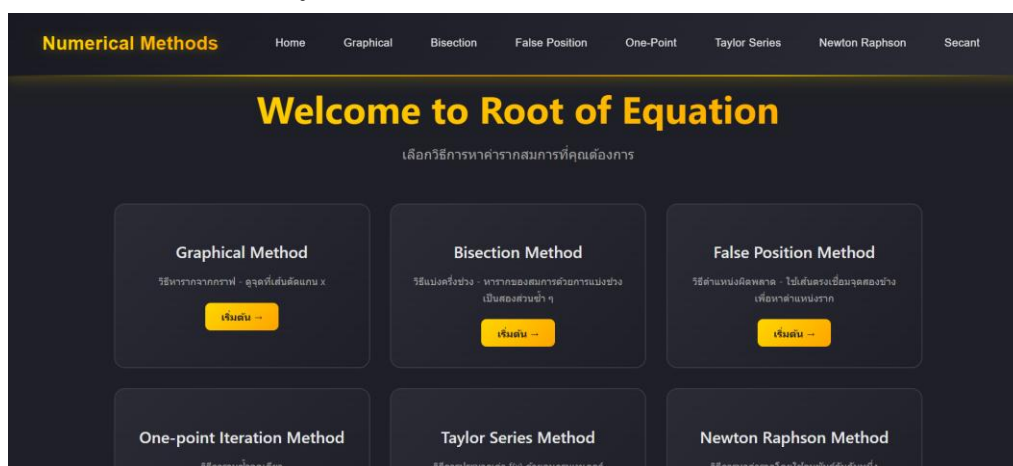 Numerical Methods Home Graphical Bisection False Position One-Point Taylor Series Newton Raphson Secant
Welcome to Root of Equation
เลือกวิธีการหาค่ารากสมการที่คุณต้องการ
Graphical Method
วิธีหารากจากกราฟ - ดูจุดที่เส้นตัดแกน x
เริ่มต้น →
Bisection Method
วิธีแบ่งครึ่งช่วง - หารากของสมการด้วยการแบ่งช่วง
เป็นสองส่วนซ้ำ ๆ
เริ่มต้น →
False Position Method
วิธีตำแหน่งผิดพลาด - ใช้เส้นตรงเชื่อมจุดสองข้าง
เพื่อหาตำแหน่งราก
เริ่มต้น →
One-point Iteration Method
Taylor Series Method
Newton Raphson Method